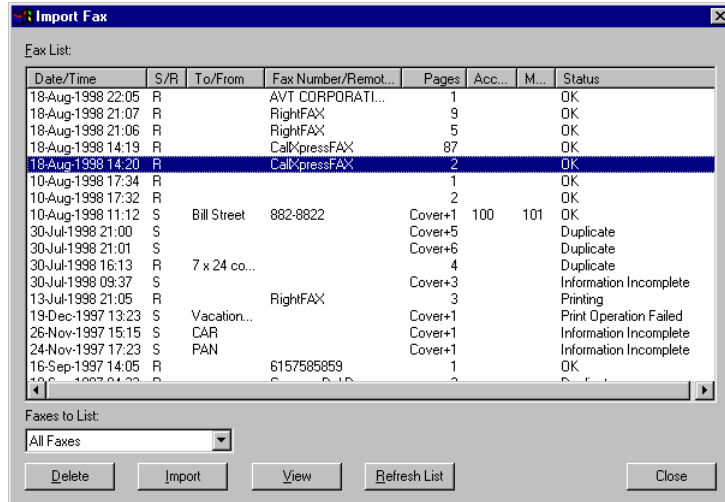 Import Fax
Fax List:
Date/Time S/R To/From Fax Number/Remot... Pages Acc... M... Status
18-Aug-1998 22:05 R AVT CORPORATI... 1 OK
18-Aug-1998 21:07 R RightFAX 9 OK
18-Aug-1998 21:06 R RightFAX 5 OK
18-Aug-1998 14:19 R CallXpressFAX 87 OK
18-Aug-1998 14:20 R CallXpressFAX 2 OK
10-Aug-1998 17:34 R 1 OK
10-Aug-1998 17:32 R 2 OK
10-Aug-1998 11:12 S Bill Street 882-8822 Cover+1 100 101 OK
30-Jul-1998 21:00 S Cover+5 Duplicate
30-Jul-1998 21:01 S Cover+6 Duplicate
30-Jul-1998 16:13 R 7 x 24 co... 4 Duplicate
30-Jul-1998 09:37 S Cover+3 Information Incomplete
13-Jul-1998 21:05 R RightFAX 3 Printing
19-Dec-1997 13:23 S Vacation... Cover+1 Print Operation Failed
26-Nov-1997 15:15 S CAR Cover+1 Information Incomplete
24-Nov-1997 17:23 S PAN Cover+1 Information Incomplete
16-Sep-1997 14:05 R 6157585859 1 OK
Faxes to List:
All Faxes
Delete Import View Refresh List Close